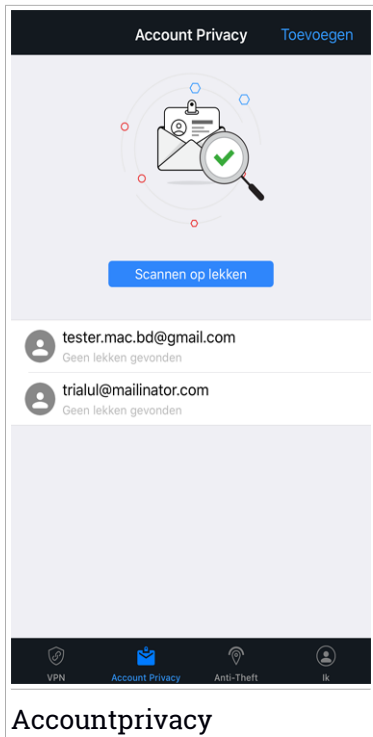 Account Privacy Toevoegen
Scannen op lekken
tester.mac.bd@gmail.com
Geen lekken gevonden
trialul@mailinator.com
Geen lekken gevonden
VPN Account Privacy Anti-Theft Ik
Accountprivacy